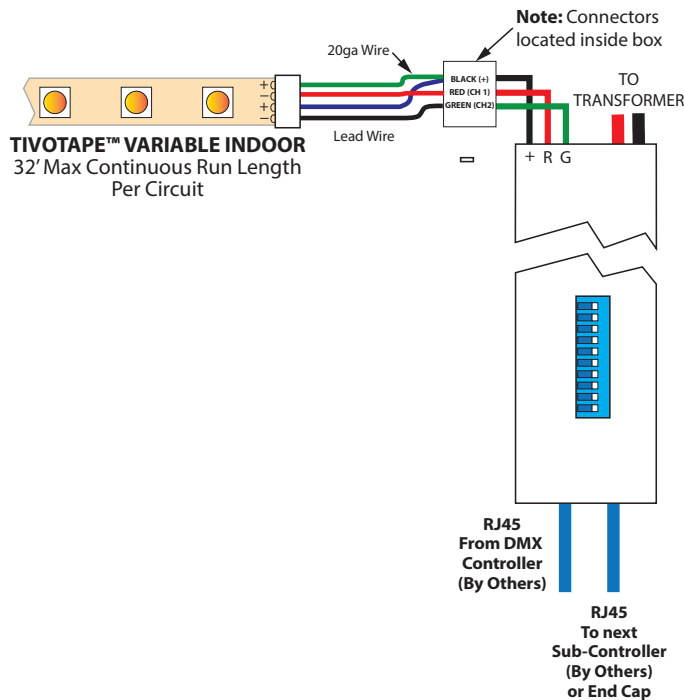 Note: Connectors
located inside box
20ga Wire
BLACK (+)
RED (CH 1)
GREEN (CH2)
TO
TRANSFORMER
+
−
+
−
Lead Wire
TIVOTAPE™ VARIABLE INDOOR
32' Max Continuous Run Length
Per Circuit
+ R G
RJ45
From DMX
Controller
(By Others)
RJ45
To next
Sub-Controller
(By Others)
or End Cap